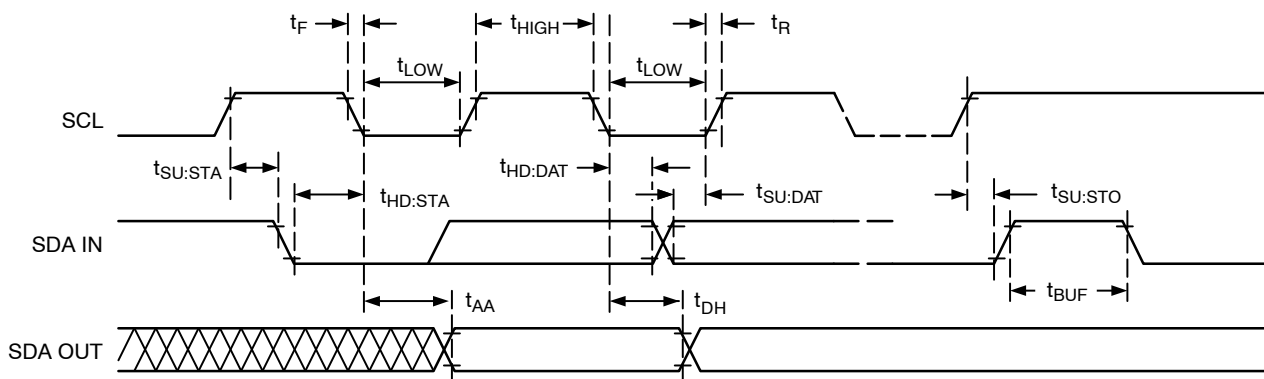 tF
tHIGH
tR
tLOW
tLOW
SCL
tSU:STA
tHD:DAT
tHD:STA
tSU:DAT
tSU:STO
SDA IN
tAA
tDH
tBUF
SDA OUT